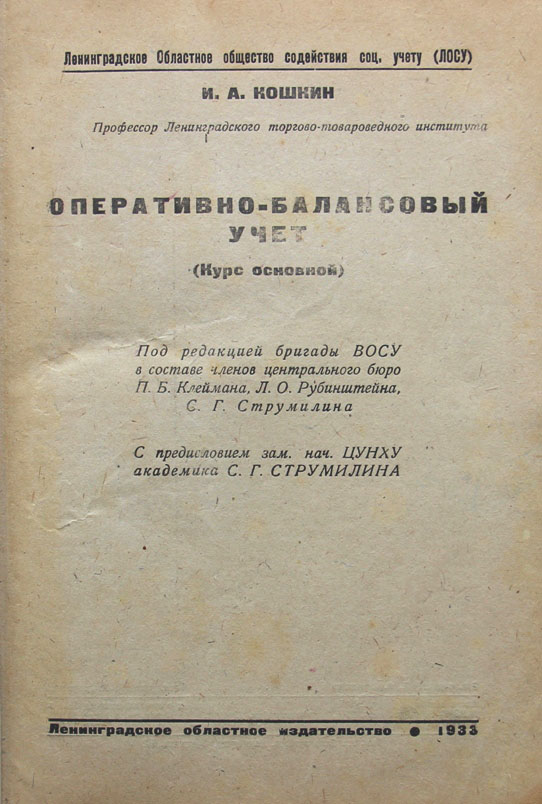 Ленинградское Областное общество содействия соц. учету (ЛОСУ)
И. А. КОШКИН
Профессор Ленинградского торгово-товароведного института
ОПЕРАТИВНО-БАЛАНСОВЫЙ
УЧЕТ
(Курс основной)
Под редакцией бригады ВОСУ
в составе членов центрального бюро
П. Б. Клеймана, Л. О. Рубинштейна,
С. Г. Струмилина
С предисловием зам. нач. ЦУНХУ
академика С. Г. СТРУМИЛИНА
Ленинградское областное издательство ● 1933